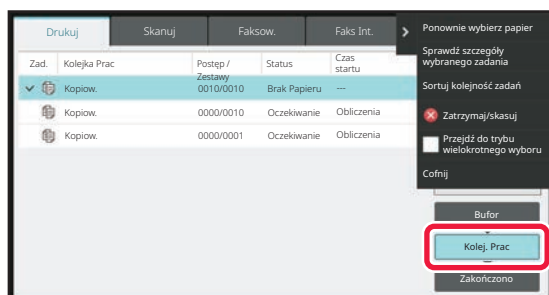 Drukuj Skanuj Faksow. Faks Int.
Ponownie wybierz papier
Sprawdź szczegóły
wybranego zadania
Sortuj kolejność zadań
Zatrzymaj/skasuj
Przejdź do trybu
wielokrotnego wyboru
Cofnij
Zad. Kolejka Prac Postęp / Zestawy Status Czas startu
Kopiow. 0010/0010 Brak Papieru ---
Kopiow. 0000/0010 Oczekiwanie Obliczenia
Kopiow. 0000/0001 Oczekiwanie Obliczenia
Bufor
Kolej. Prac
Zakończono